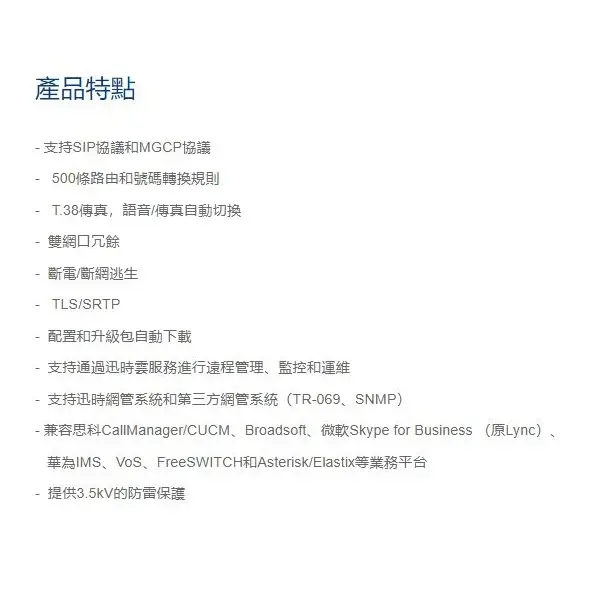 產品特點
- 支持SIP協議和MGCP協議
- 500條路由和號碼轉換規則
- T.38傳真，語音/傳真自動切換
- 雙網口冗餘
- 斷電/斷網逃生
- TLS/SRTP
- 配置和升級包自動下載
- 支持通過迅時雲服務進行遠程管理、監控和運維
- 支持迅時網管系統和第三方網管系統（TR-069、SNMP）
- 兼容思科CallManager/CUCM、Broadsoft、微軟Skype for Business （原Lync）、
華為IMS、VoS、FreeSWITCH和Asterisk/Elastix等業務平台
- 提供3.5kV的防雷保護